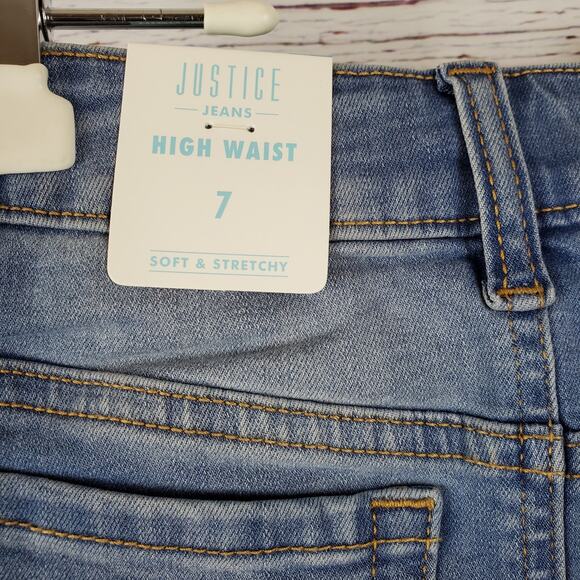 JUSTICE
JEANS
HIGH WAIST
7
SOFT & STRETCHY